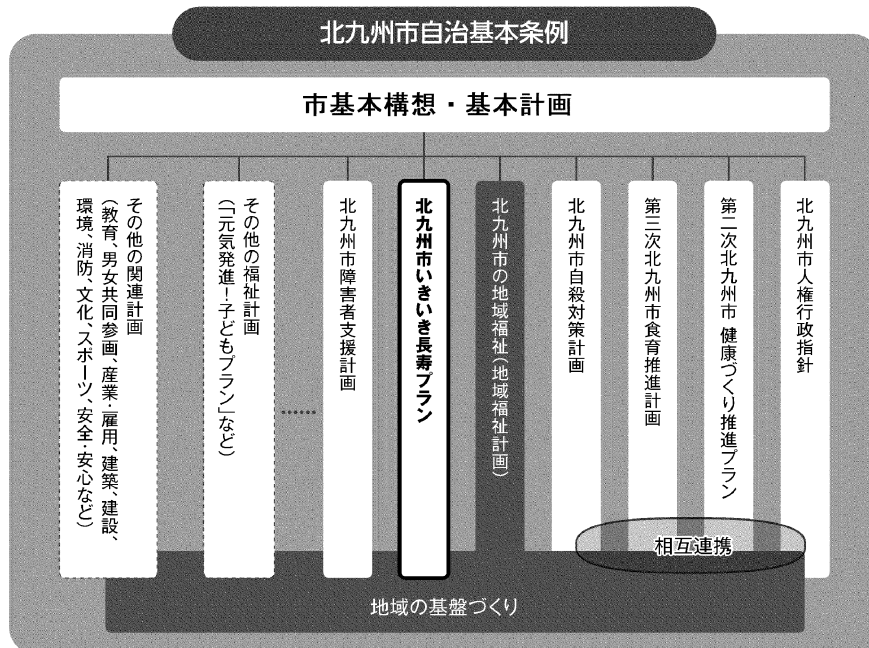 北九州市自治基本条例
市基本構想・基本計画
北九州市人権行政指針
第二次北九州市 健康づくり推進プラン
第三次北九州市食育推進計画
北九州市自殺対策計画
北九州市の地域福祉(地域福祉計画)
北九州市いきいき長寿プラン
北九州市障害者支援計画
……
その他の福祉計画
(「元気発進!子どもプラン」など)
その他の関連計画
(教育、男女共同参画、産業・雇用、建築、建設、
環境、消防、文化、スポーツ、安全・安心など)
相互連携
地域の基盤づくり